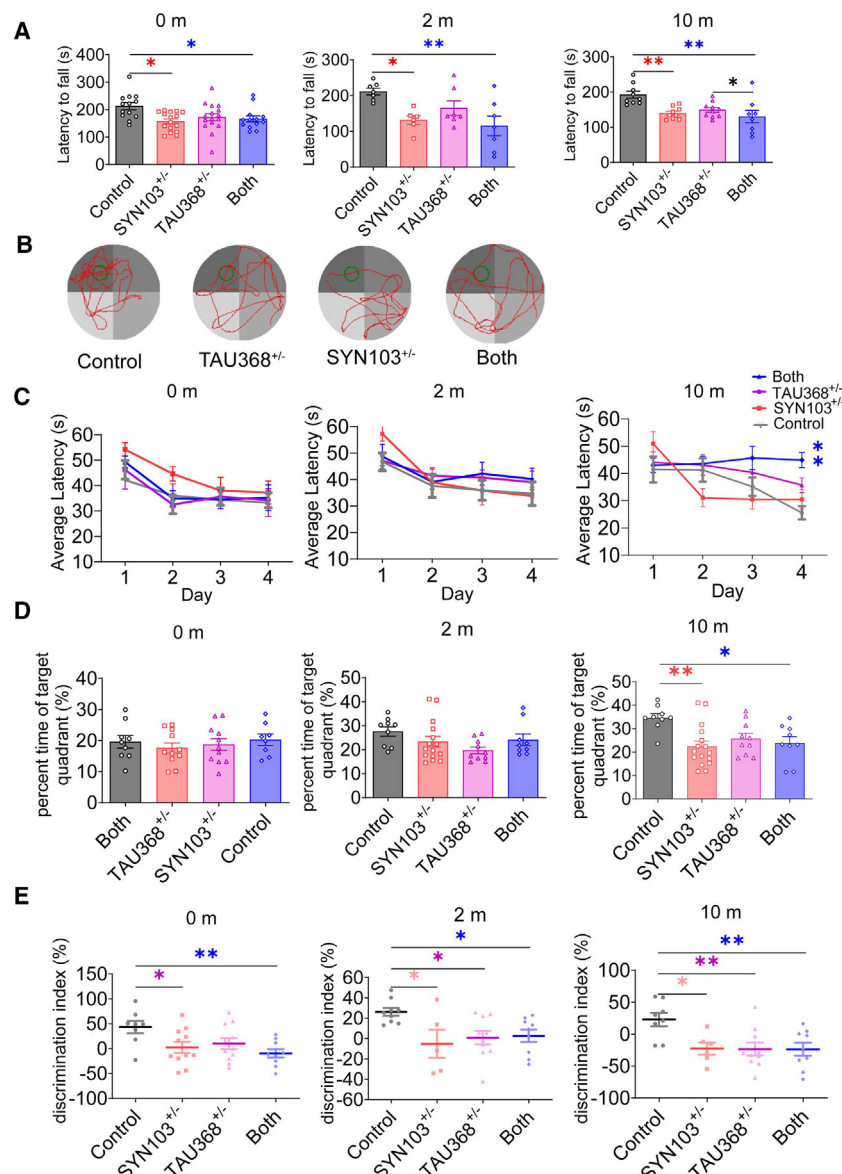 A
0 m
2 m
10 m
Latency to fall (s)
400
300
200
100
0
*
*
Control
SYN103+/-
TAU368+/-
Both
Latency to fall (s)
300
200
100
0
*
**
Control
SYN103+/-
TAU368+/-
Both
Latency to fall (s)
300
200
100
0
**
**
*
Control
SYN103+/-
TAU368+/-
Both
B
Control
TAU368+/-
SYN103+/-
Both
C
0 m
2 m
10 m
Both
TAU368+/-
SYN103+/-
Control
Average Latency (s)
60
50
40
30
20
10
1 2 3 4
Day
Average Latency (s)
60
50
40
30
20
10
1 2 3 4
Day
Average Latency (s)
60
50
40
30
20
10
*
*
1 2 3 4
Day
D
0 m
2 m
10 m
percent time of target
quadrant (%)
40
30
20
10
0
Both
TAU368+/-
SYN103+/-
Control
percent time of target
quadrant (%)
50
40
30
20
10
0
Control
SYN103+/-
TAU368+/-
Both
percent time of target
quadrant (%)
50
40
30
20
10
0
**
*
Control
SYN103+/-
TAU368+/-
Both
E
0 m
2 m
10 m
discrimination index (%)
150
100
50
0
-50
-100
*
**
Control
SYN103+/-
TAU368+/-
Both
discrimination index (%)
60
40
20
0
-20
-40
-60
*
*
*
Control
SYN103+/-
TAU368+/-
Both
discrimination index (%)
100
50
0
-50
-100
*
**
**
Control
SYN103+/-
TAU368+/-
Both